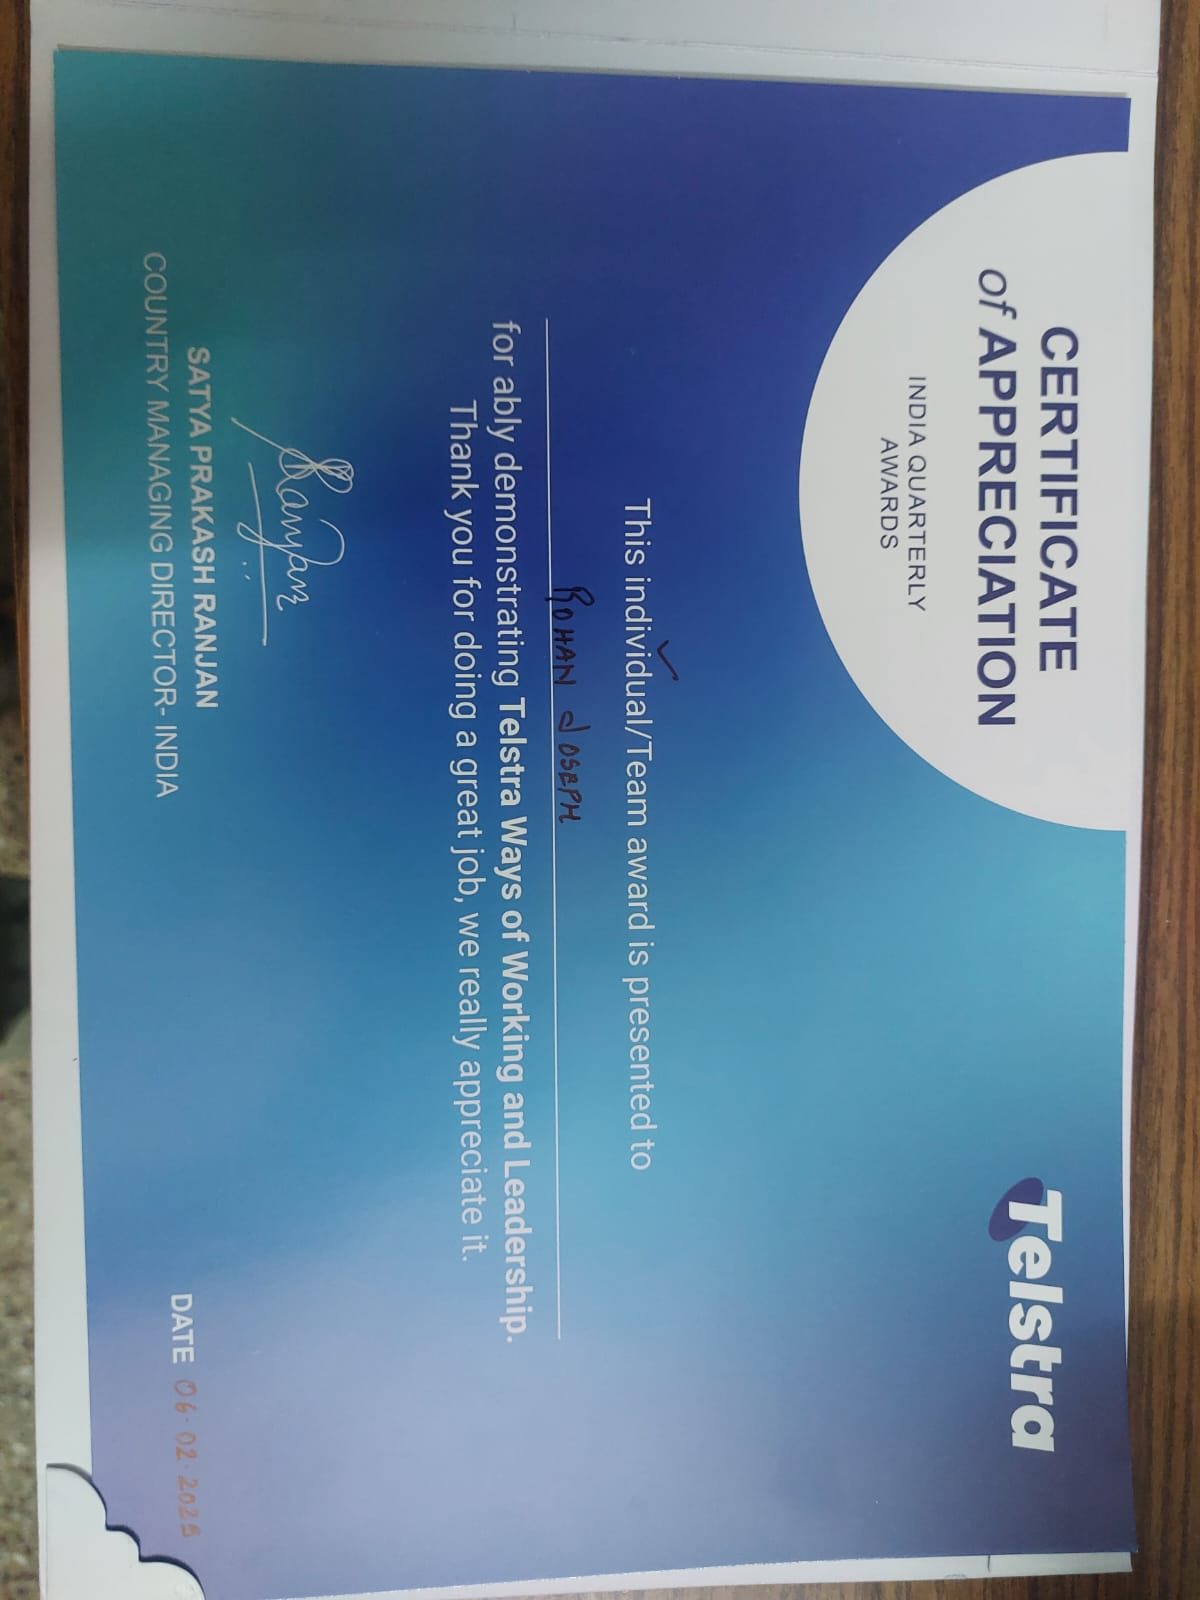 CERTIFICATE
of APPRECIATION
INDIA QUARTERLY
AWARDS
Telstra
This individual/Team award is presented to
ROHAN JOSEPH
for ably demonstrating Telstra Ways of Working and Leadership.
Thank you for doing a great job, we really appreciate it.
SRanjan
SATYA PRAKASH RANJAN
COUNTRY MANAGING DIRECTOR- INDIA
DATE 06.02.2025